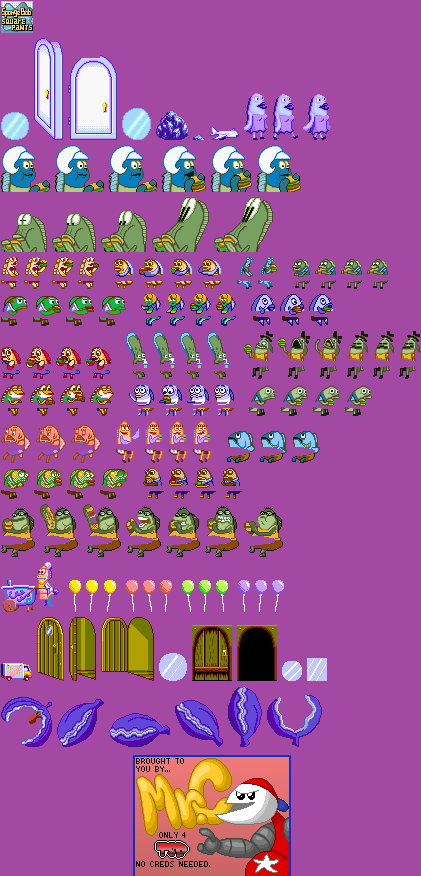 SpongeBob
SQUARE
PANTS
BROUGHT TO
YOU BY...
Mr.C
ONLY 4
NO CREDS NEEDED.